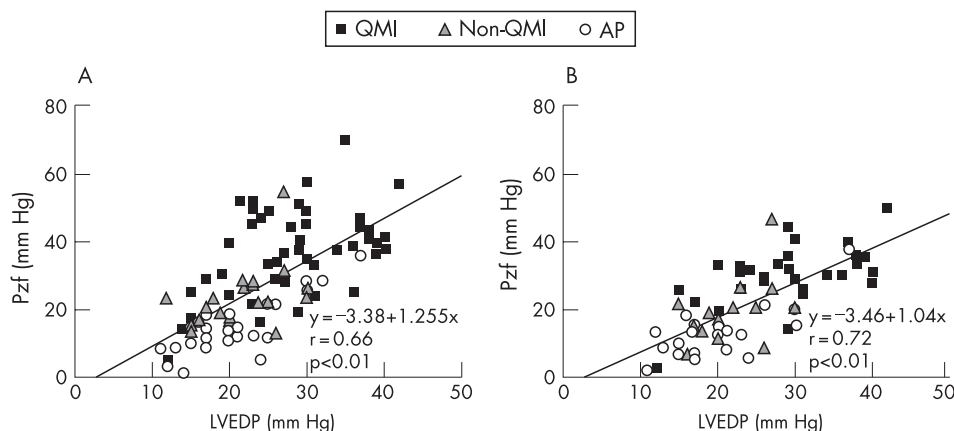 QMI Non-QMI AP
A
80
60
40
20
0
Pzf (mm Hg)
y=−3.38+1.255x
r=0.66
p<0.01
0 10 20 30 40 50
LVEDP (mm Hg)
B
80
60
40
20
0
Pzf (mm Hg)
y=−3.46+1.04x
r=0.72
p<0.01
0 10 20 30 40 50
LVEDP (mm Hg)